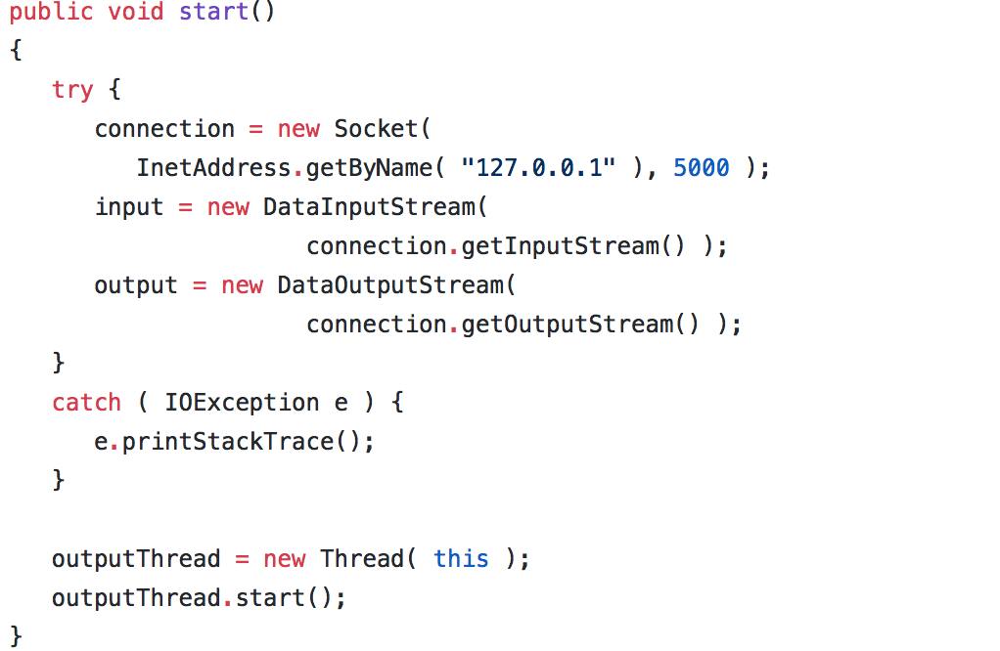 public void start()
{
   try {
      connection = new Socket(
         InetAddress.getByName( "127.0.0.1" ), 5000 );
      input = new DataInputStream(
                     connection.getInputStream() );
      output = new DataOutputStream(
                     connection.getOutputStream() );
   }
   catch ( IOException e ) {
      e.printStackTrace();
   }

   outputThread = new Thread( this );
   outputThread.start();
}